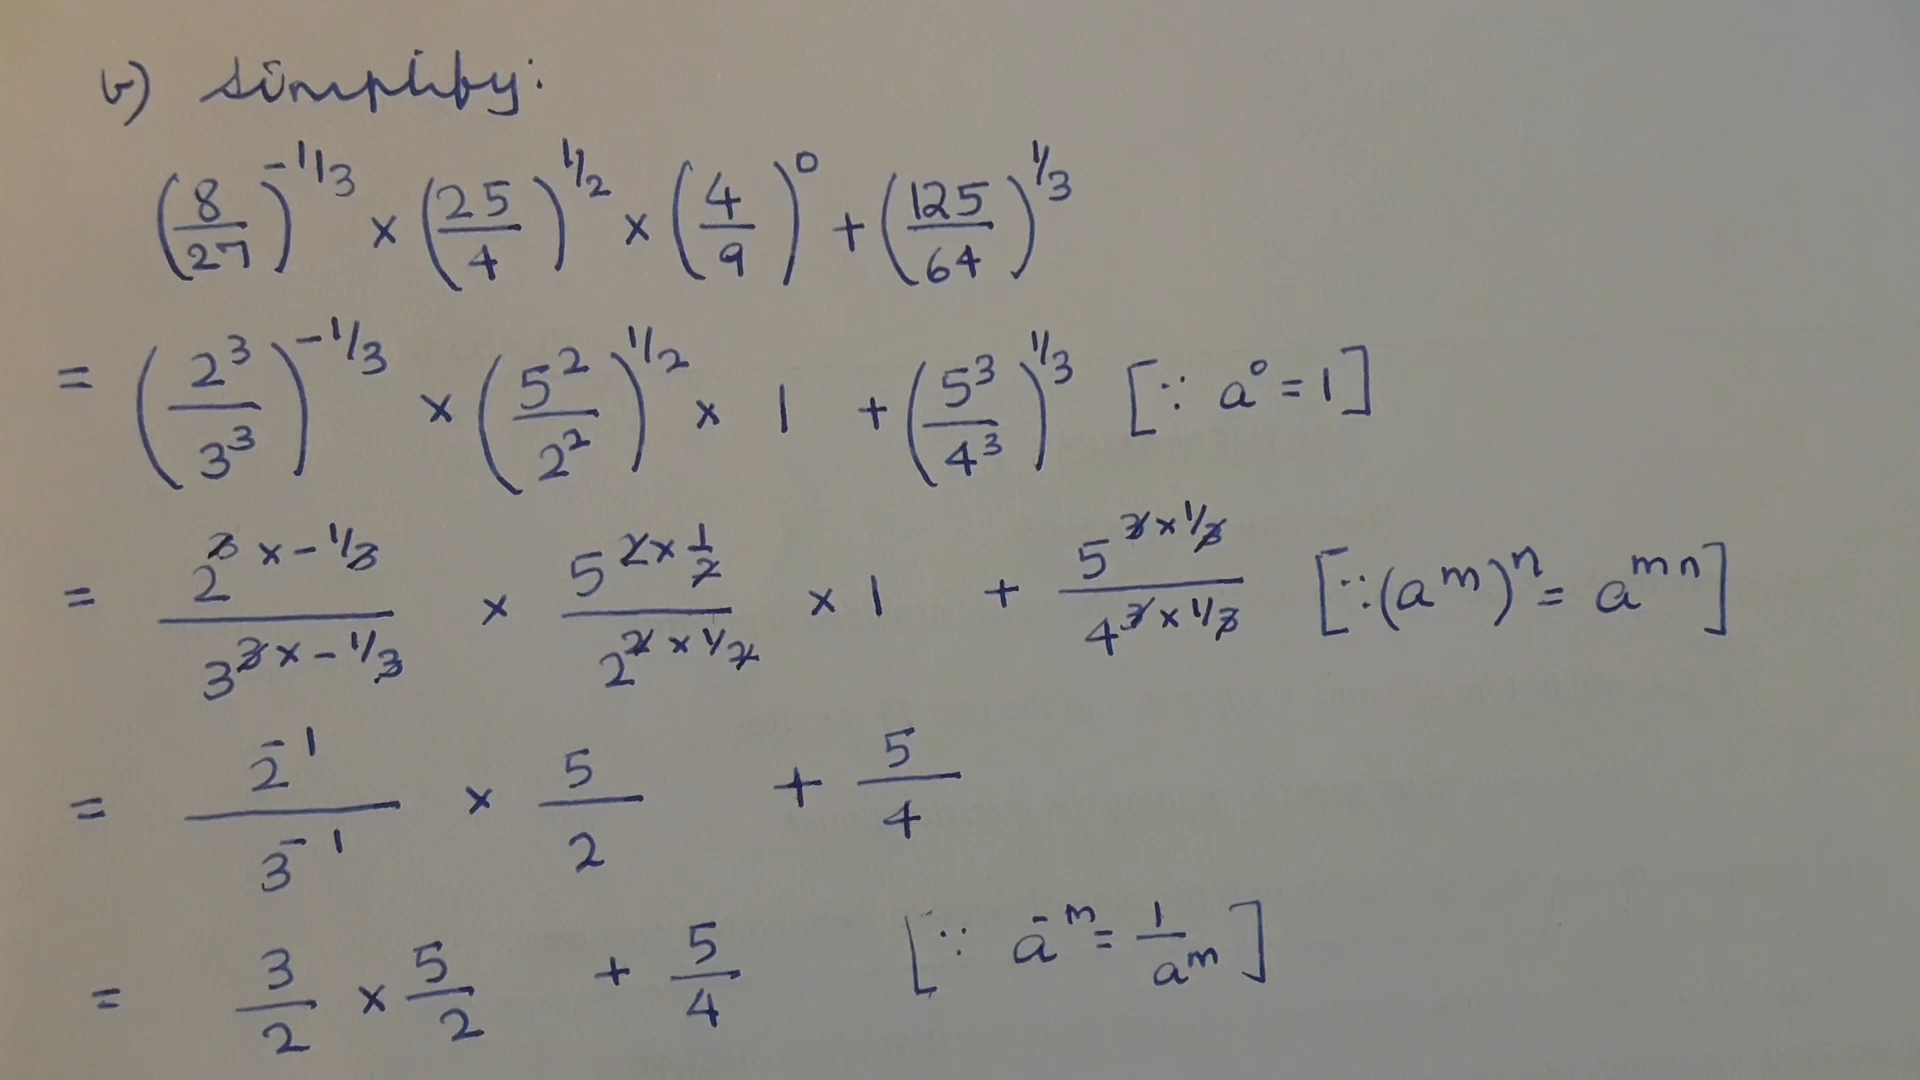 b) Simplify:
(8/27)^-1/3 × (25/4)^1/2 × (4/9)^0 + (125/64)^1/3
= (2^3/3^3)^-1/3 × (5^2/2^2)^1/2 × 1 + (5^3/4^3)^1/3 [∵ a^0 = 1]
= 2^(3×-1/3)/3^(3×-1/3) × 5^(2×1/2)/2^(2×1/2) × 1 + 5^(3×1/3)/4^(3×1/3) [∵ (a^m)^n = a^mn]
= 2^-1/3^-1 × 5/2 + 5/4
= 3/2 × 5/2 + 5/4 [∵ a^-m = 1/a^m]